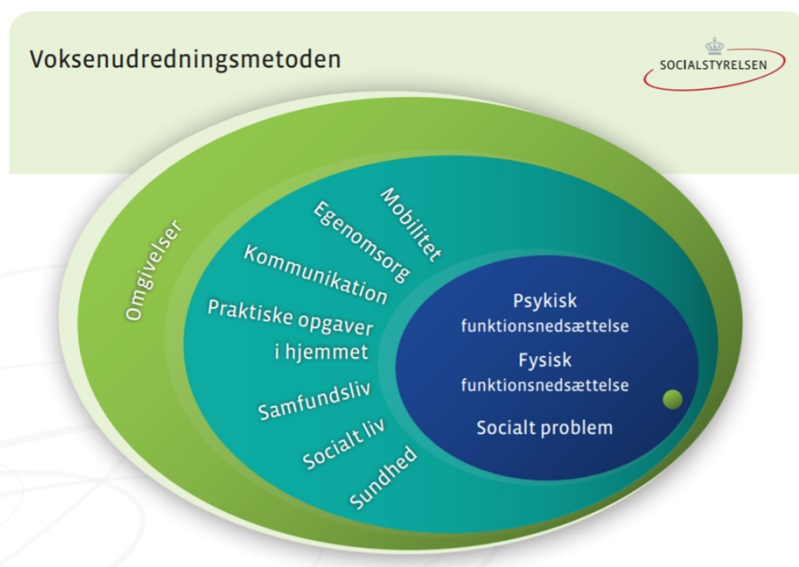 Voksenudredningsmetoden
SOCIALSTYRELSEN
Omgivelser
Mobilitet
Egenomsorg
Kommunikation
Praktiske opgaver
i hjemmet
Samfundsliv
Socialt liv
Sundhed
Psykisk
funktionsnedsættelse
Fysisk
funktionsnedsættelse
Socialt problem